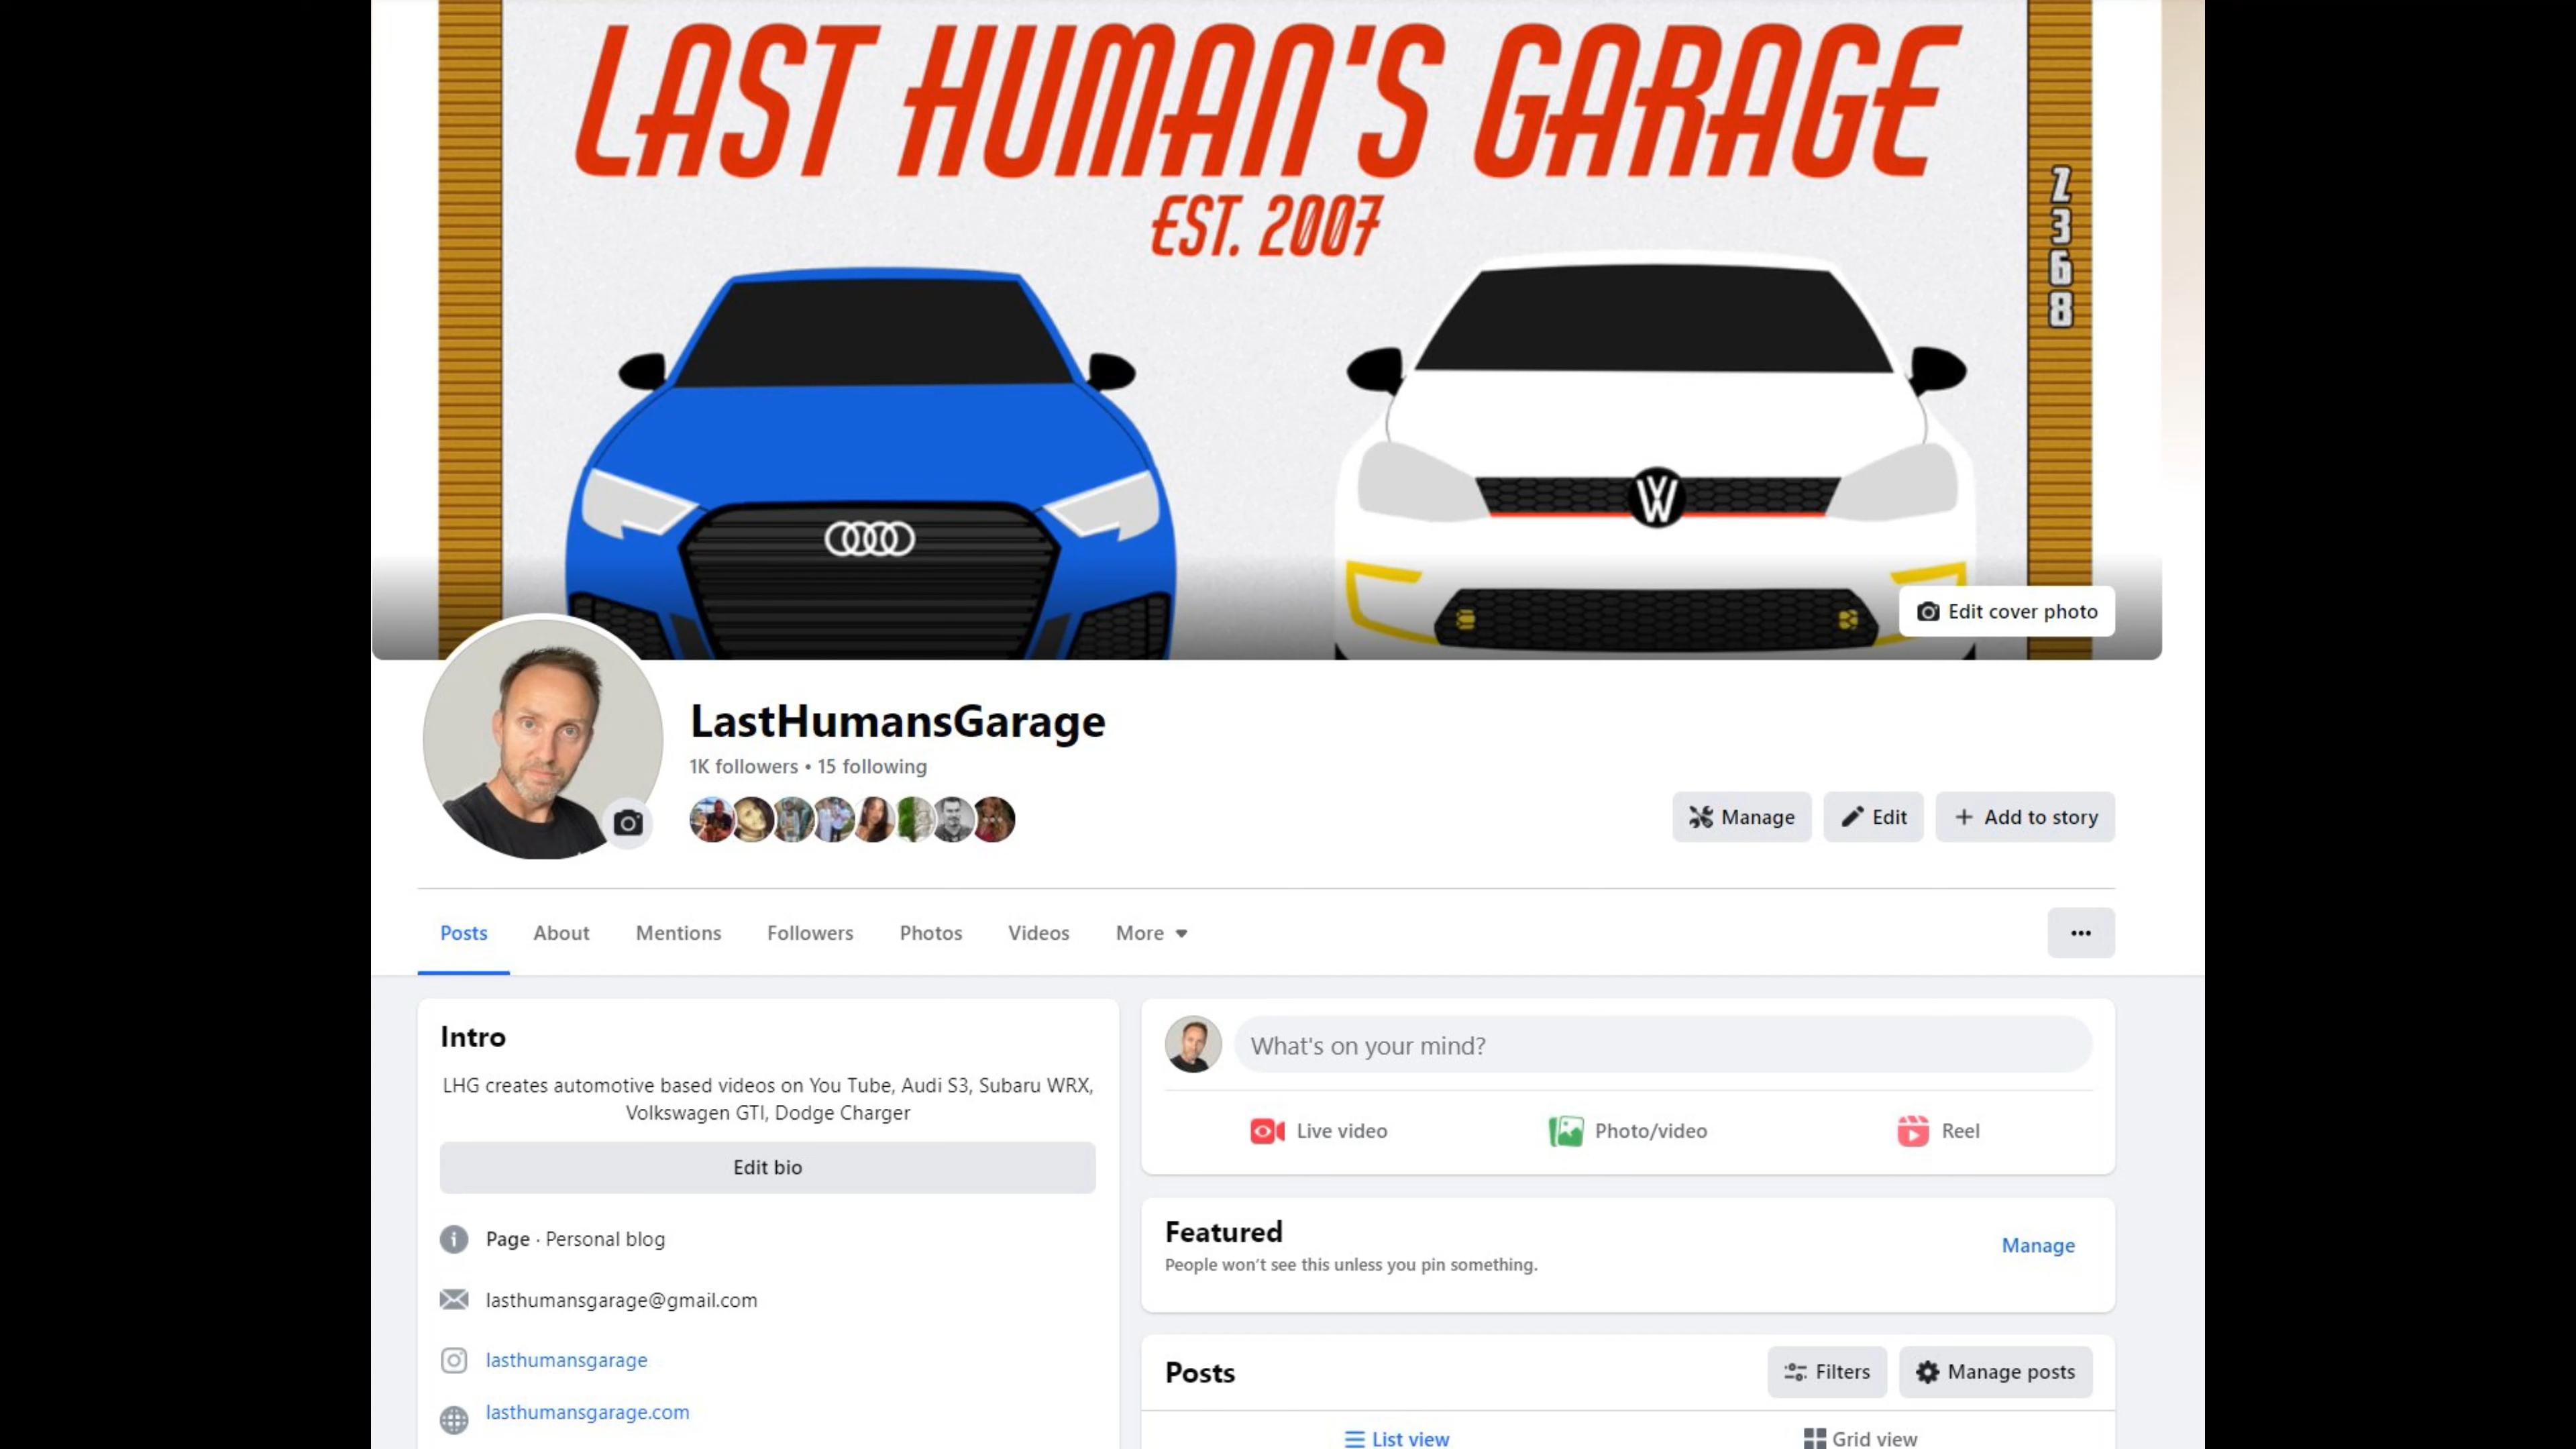 LAST HUMAN'S GARAGE
EST. 2007
2368
Edit cover photo
LastHumansGarage
1K followers • 15 following
Manage
Edit
+ Add to story
Posts
About
Mentions
Followers
Photos
Videos
More
Intro
LHG creates automotive based videos on You Tube, Audi S3, Subaru WRX,
Volkswagen GTI, Dodge Charger
Edit bio
Page · Personal blog
lasthumansgarage@gmail.com
lasthumansgarage
lasthumansgarage.com
What's on your mind?
Live video
Photo/video
Reel
Featured
Manage
People won't see this unless you pin something.
Posts
Filters
Manage posts
List view
Grid view